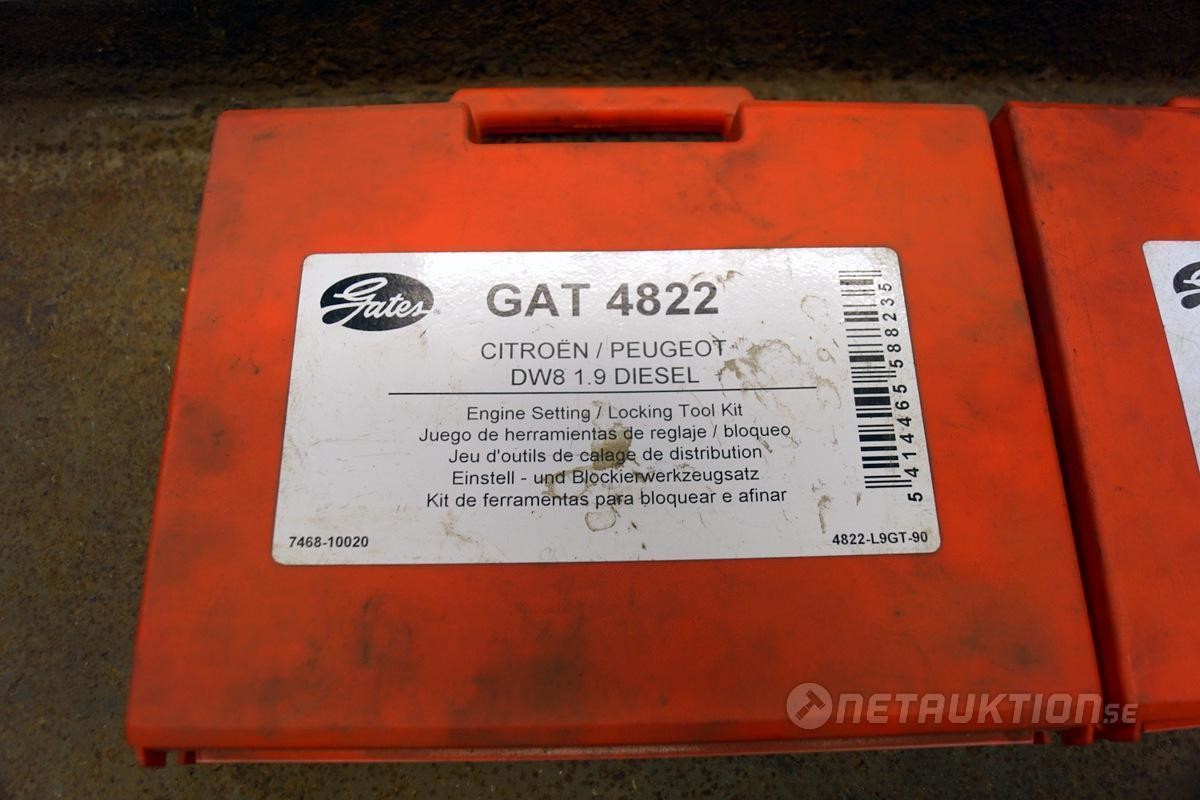 Gates
GAT 4822
CITROËN / PEUGEOT
DW8 1.9 DIESEL
Engine Setting / Locking Tool Kit
Juego de herramientas de reglaje / bloqueo
Jeu d'outils de calage de distribution
Einstell - und Blockierwerkzeugsatz
Kit de ferramentas para bloquear e afinar
7468-10020
4822-L9GT-90
5 414465 588235
NETAUKTION.SE